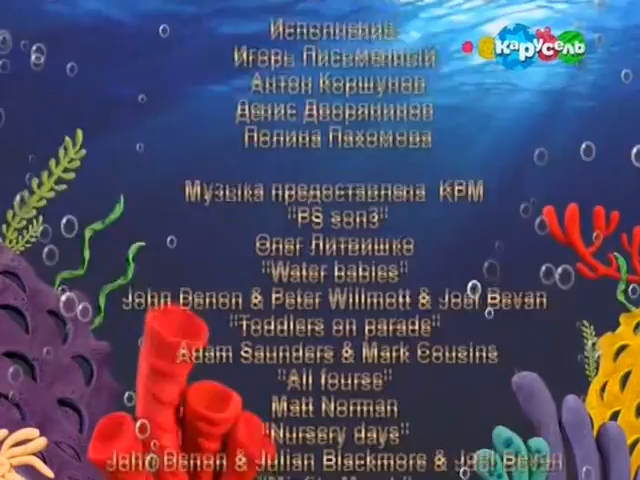 Исполнение
Карусель
Игорь Письменный
Антон Коршунов
Денис Дворянинов
Полина Пахомова
Музыка предоставлена КРМ
"PS son3"
Олег Литвишко
"Water babies"
John Denon & Peter Willmott & Joel Bevan
"Toddlers on parade"
Adam Saunders & Mark Cousins
"All fourse"
Matt Norman
"Nursery days"
John Denon & Julian Blackmore & Joel Bevan